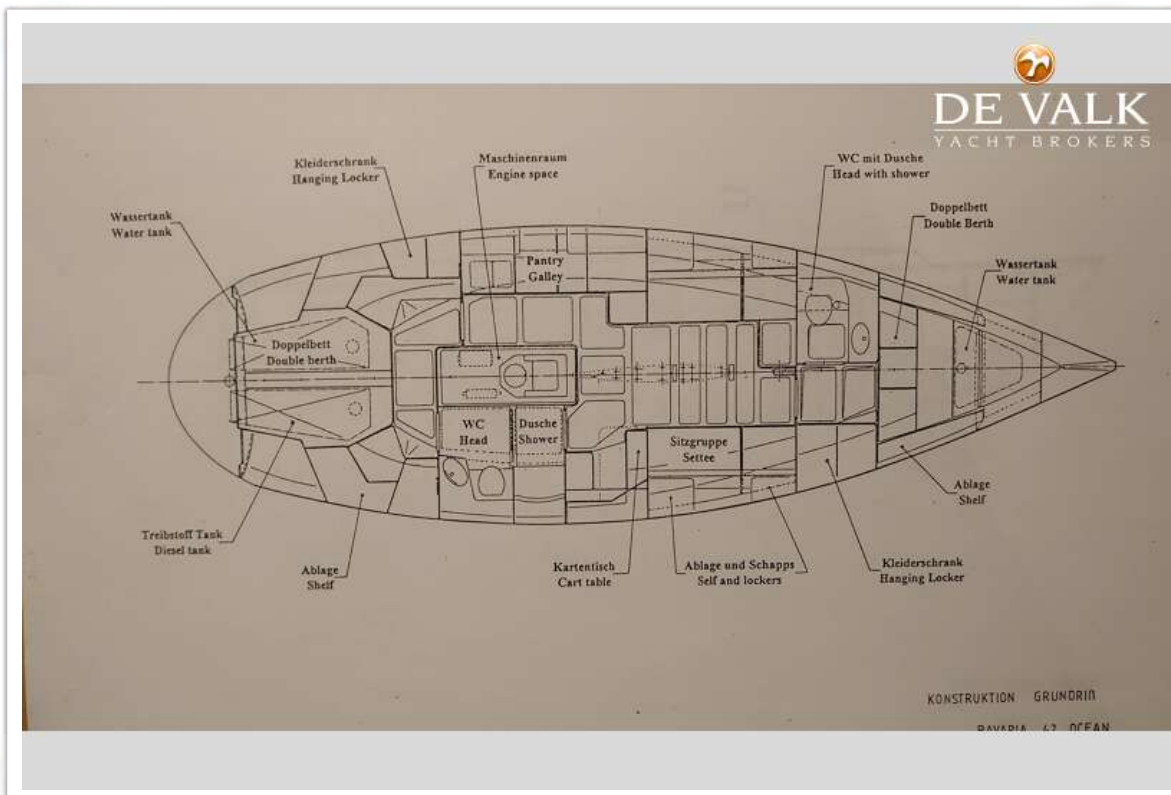 DE VALK
YACHT BROKERS
Kleiderschrank
Hanging Locker
Maschinenraum
Engine space
WC mit Dusche
Head with shower
Doppelbett
Double Berth
Wassertank
Water tank
Wassertank
Water tank
Pantry
Galley
Doppelbett
Double berth
WC
Head
Dusche
Shower
Sitzgruppe
Settee
Ablage
Shelf
Treibstoff Tank
Diesel tank
Ablage
Shelf
Kartentisch
Cart table
Ablage und Schapps
Self and lockers
Kleiderschrank
Hanging Locker
KONSTRUKTION GRUNDRIß
BAVARIA 47 OCEAN